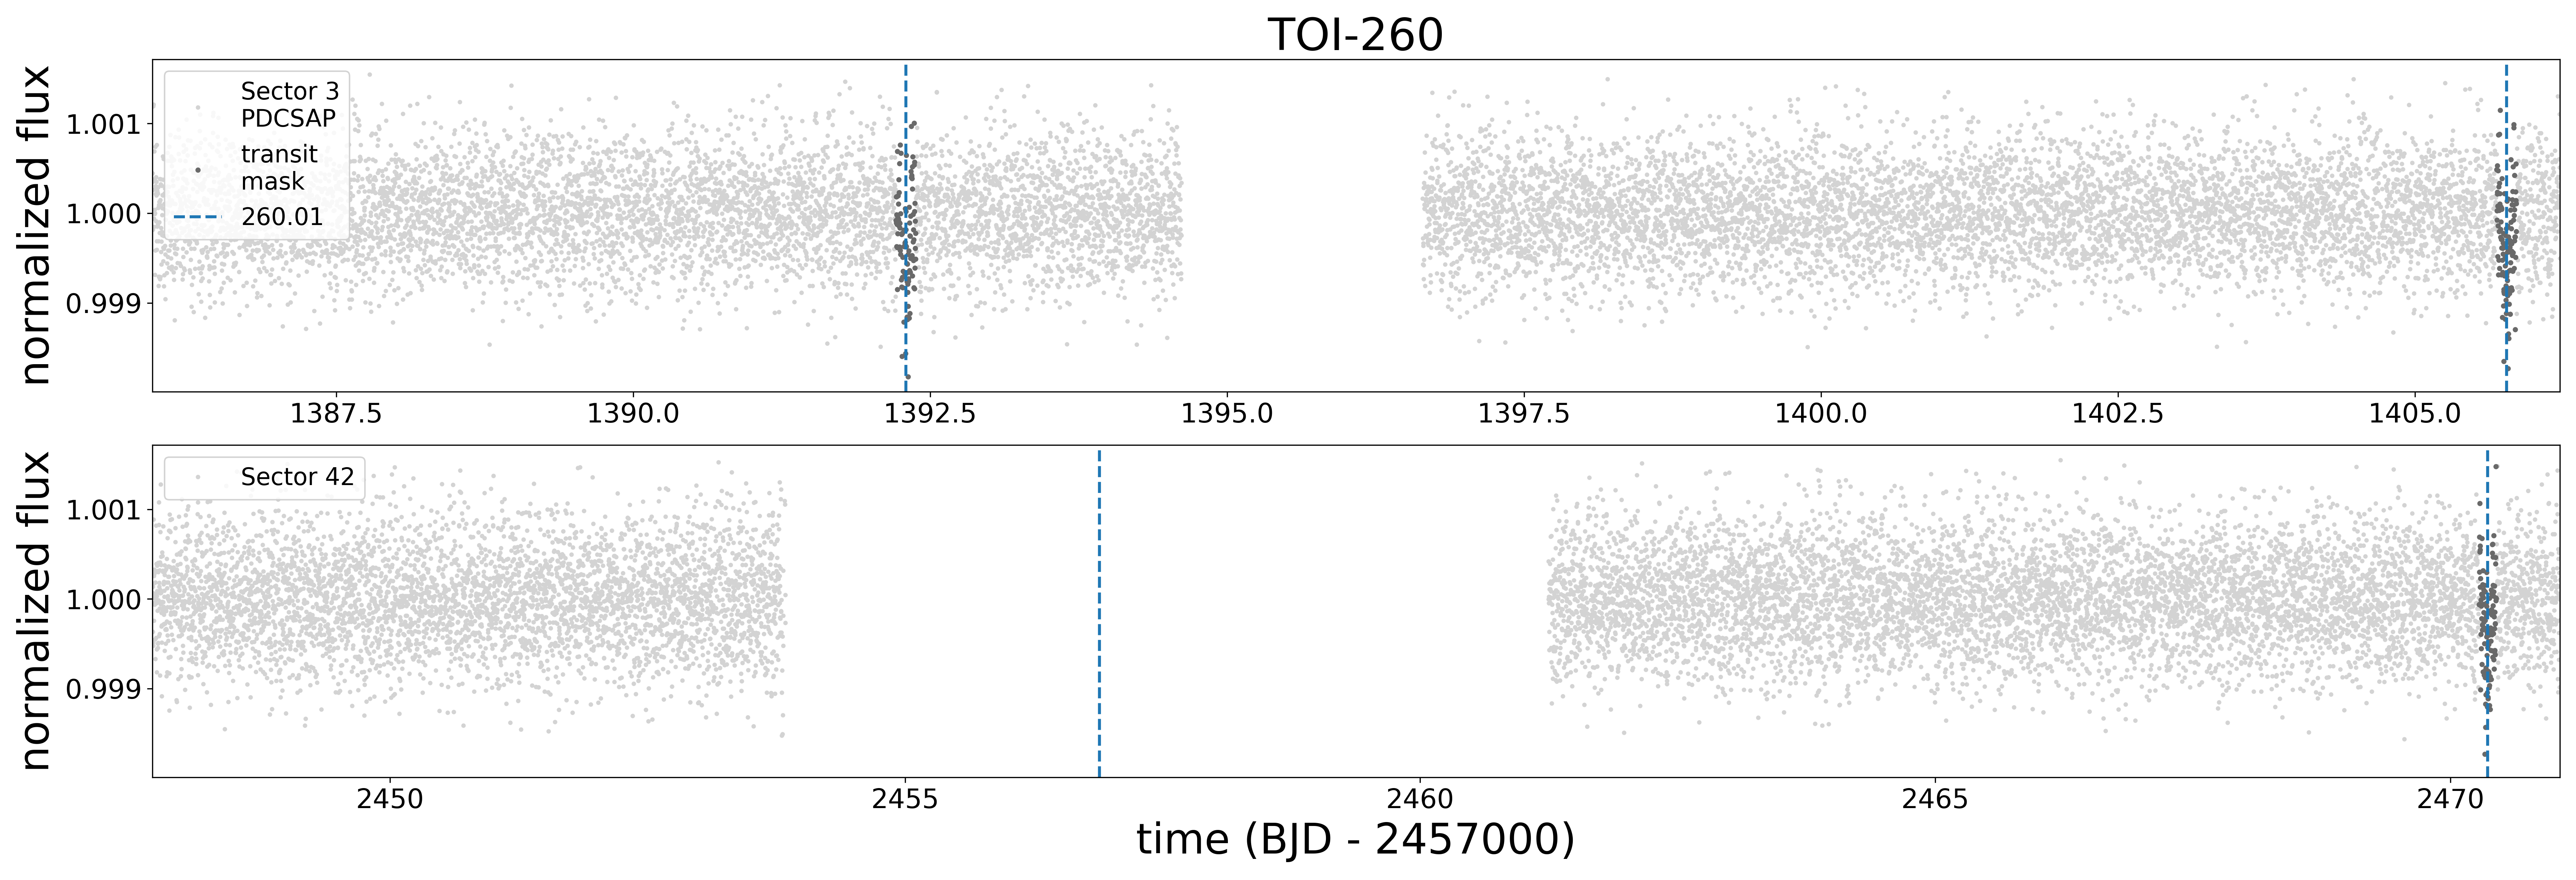 TOI-260
normalized flux
1.001
1.000
0.999
Sector 3
PDCSAP
transit
mask
260.01
1387.5 1390.0 1392.5 1395.0 1397.5 1400.0 1402.5 1405.0
normalized flux
1.001
1.000
0.999
Sector 42
2450 2455 2460 2465 2470
time (BJD - 2457000)